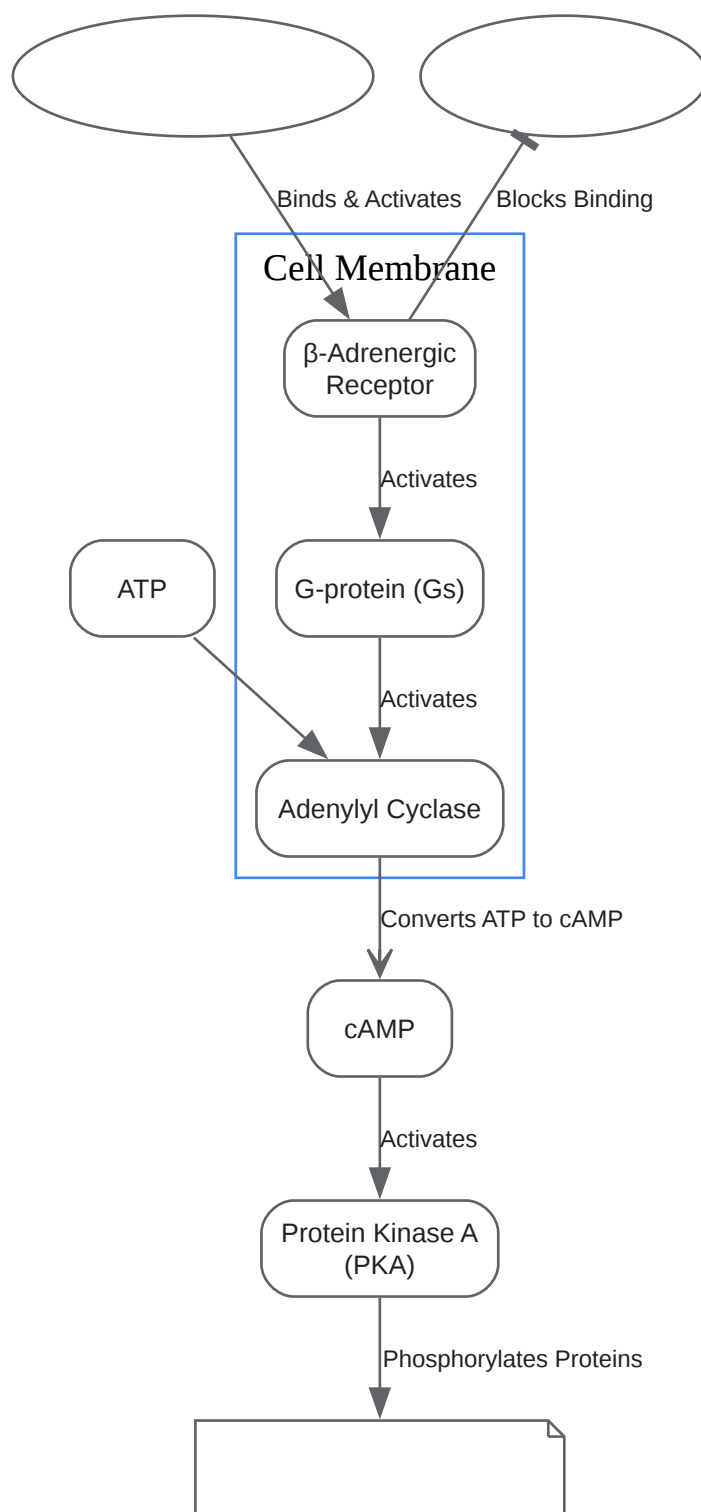 Binds & Activates
Blocks Binding
Cell Membrane
β-Adrenergic
Receptor
Activates
ATP
G-protein (Gs)
Activates
Adenylyl Cyclase
Converts ATP to cAMP
cAMP
Activates
Protein Kinase A
(PKA)
Phosphorylates Proteins